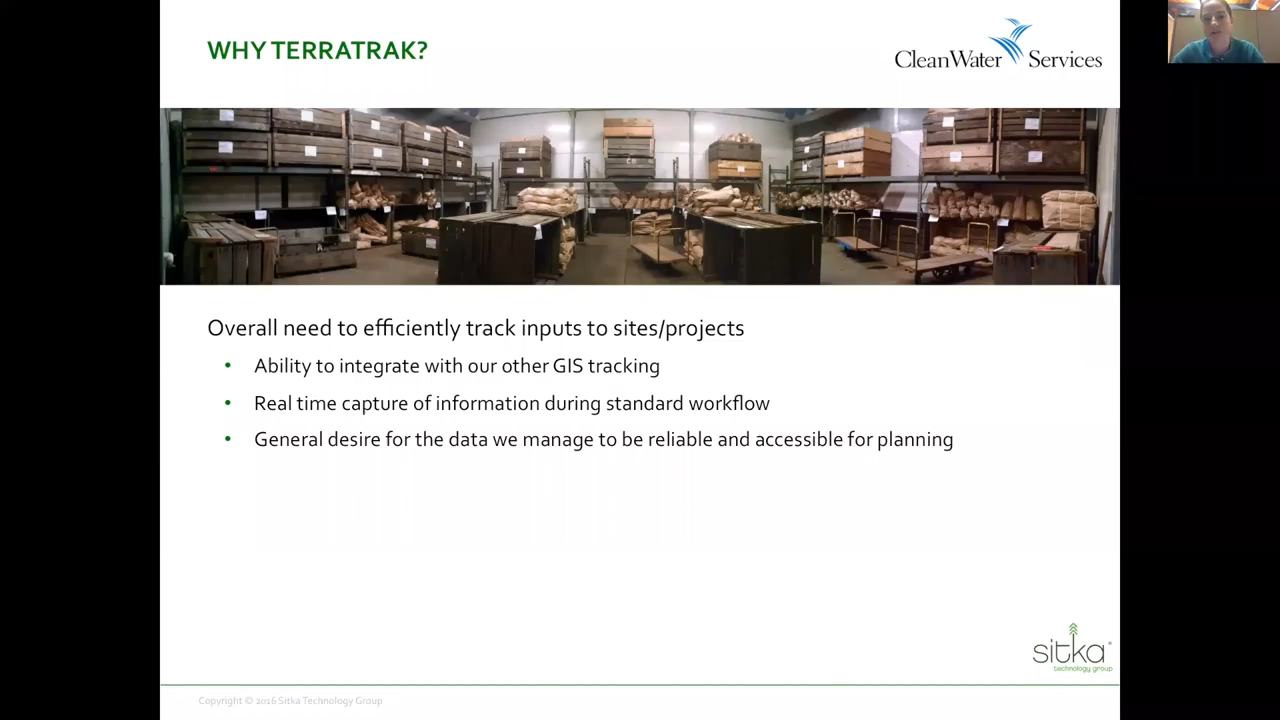 WHY TERRATRAK?
CleanWater Services
Overall need to efficiently track inputs to sites/projects
• Ability to integrate with our other GIS tracking
• Real time capture of information during standard workflow
• General desire for the data we manage to be reliable and accessible for planning
sitka
technology group
Copyright © 2016 Sitka Technology Group